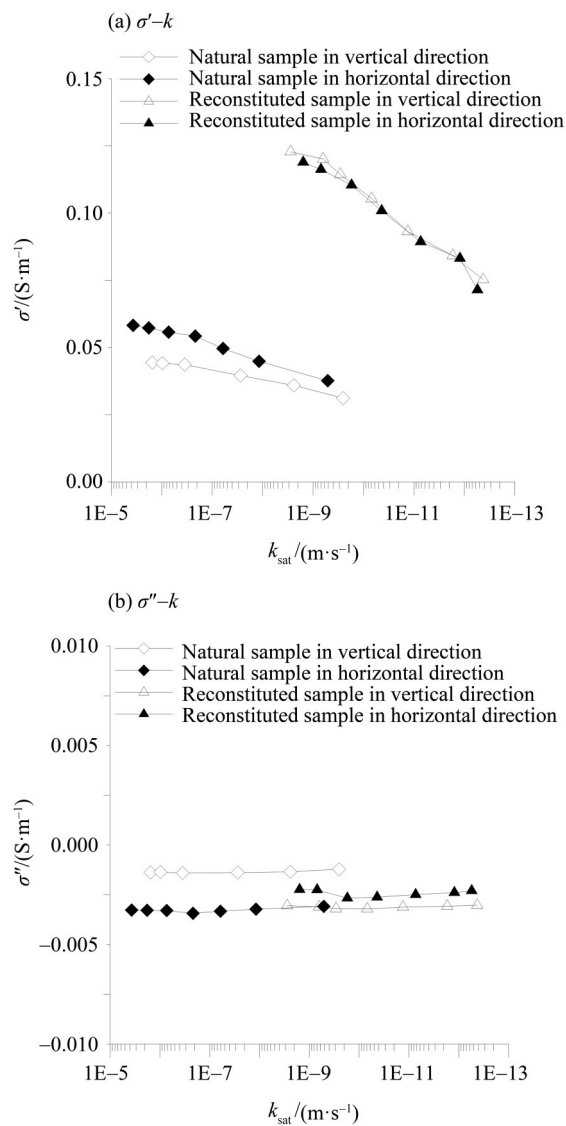 (a) σ′–k
Natural sample in vertical direction
Natural sample in horizontal direction
Reconstituted sample in vertical direction
Reconstituted sample in horizontal direction
0.15
0.10
0.05
0.00
σ′/(S·m⁻¹)
1E–5 1E–7 1E–9 1E–11 1E–13
k_sat/(m·s⁻¹)
(b) σ″–k
Natural sample in vertical direction
Natural sample in horizontal direction
Reconstituted sample in vertical direction
Reconstituted sample in horizontal direction
0.010
0.005
0.000
–0.005
–0.010
σ″/(S·m⁻¹)
1E–5 1E–7 1E–9 1E–11 1E–13
k_sat/(m·s⁻¹)